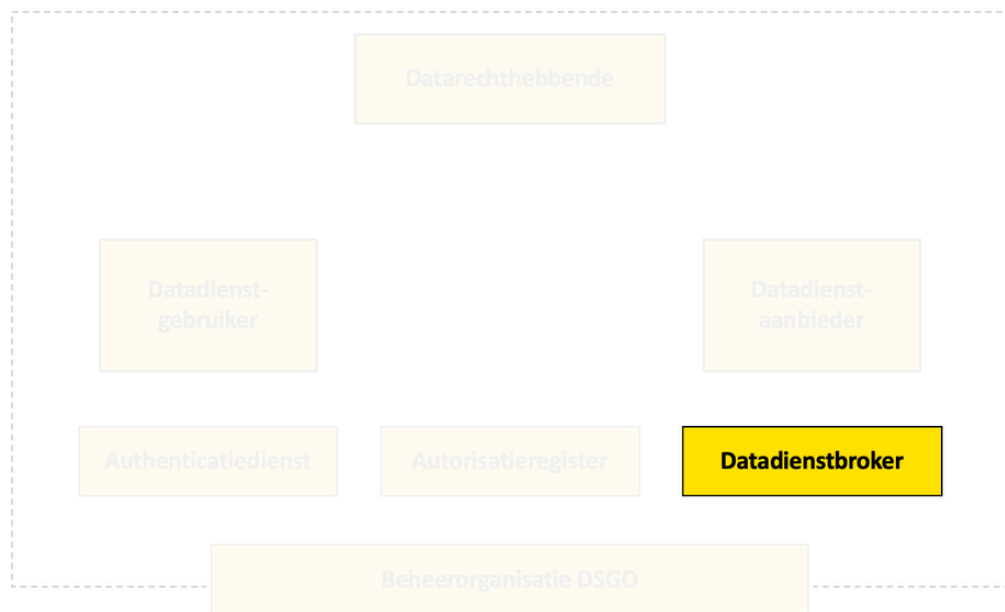 Datarechthebbende
Datadienst-
gebruiker
Datadienst-
aanbieder
Authenticatiedienst
Autorisatieregister
Datadienstbroker
Beheerorganisatie DSGO